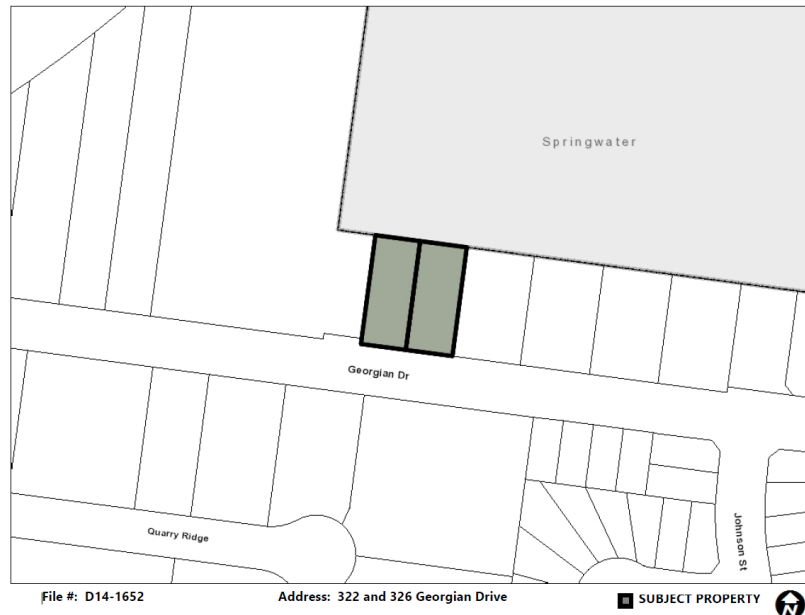 Springwater
Georgian Dr
Quarry Ridge
Johnson St
File #: D14-1652 Address: 322 and 326 Georgian Drive SUBJECT PROPERTY N